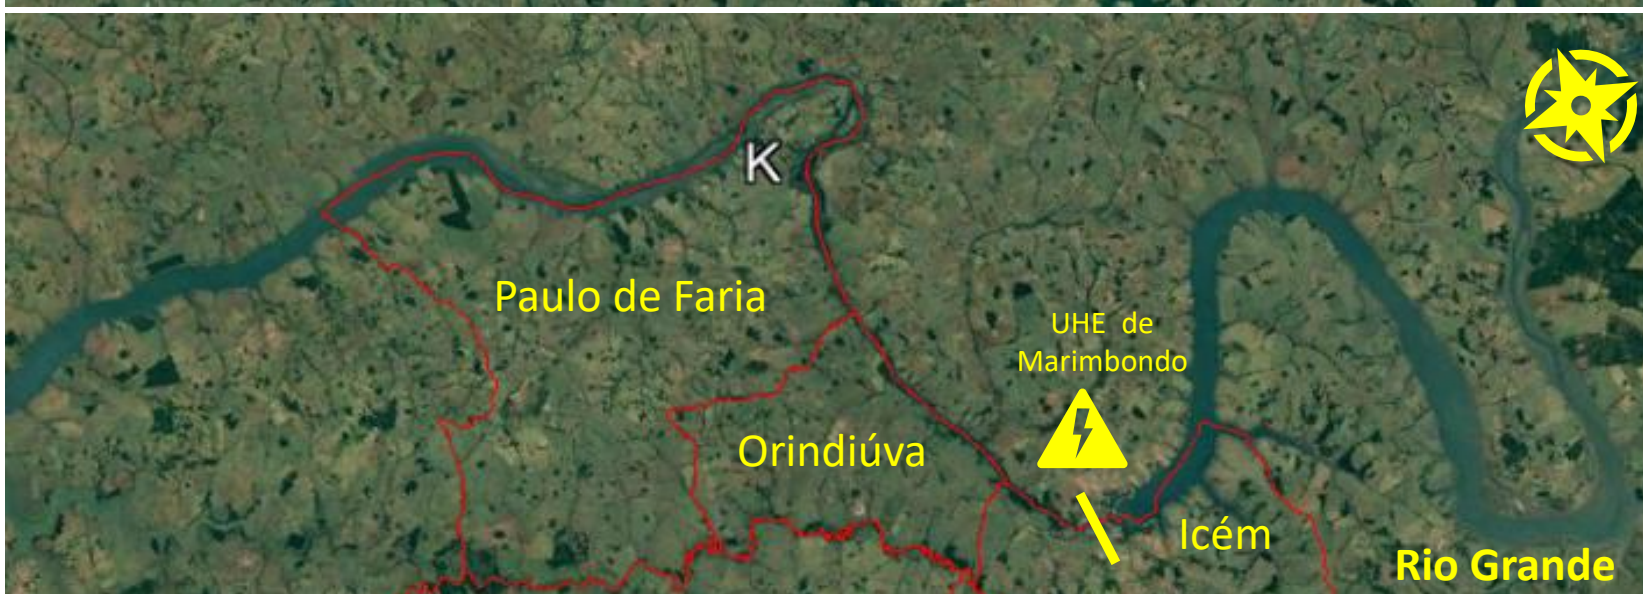 K
Paulo de Faria
UHE de
Marimbondo
Orindiúva
Icém
Rio Grande